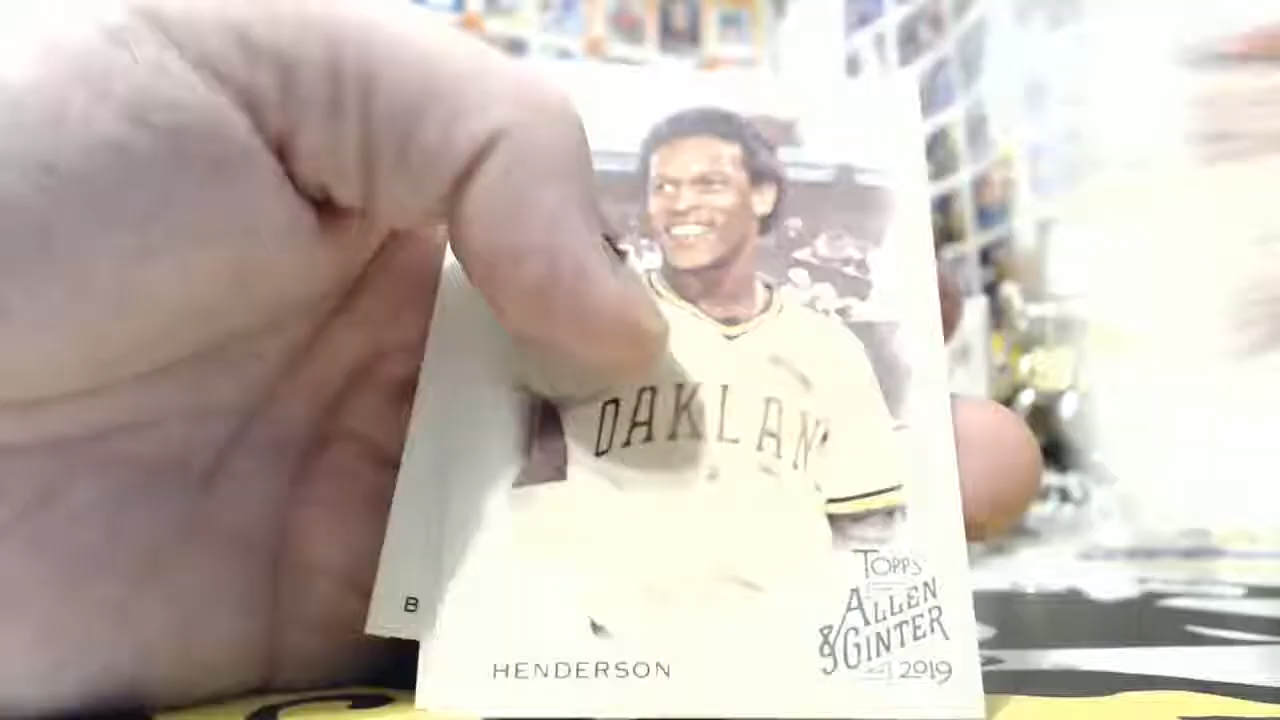 OAKLAN
TOPPS
ALLEN
& GINTER
2019
HENDERSON
B